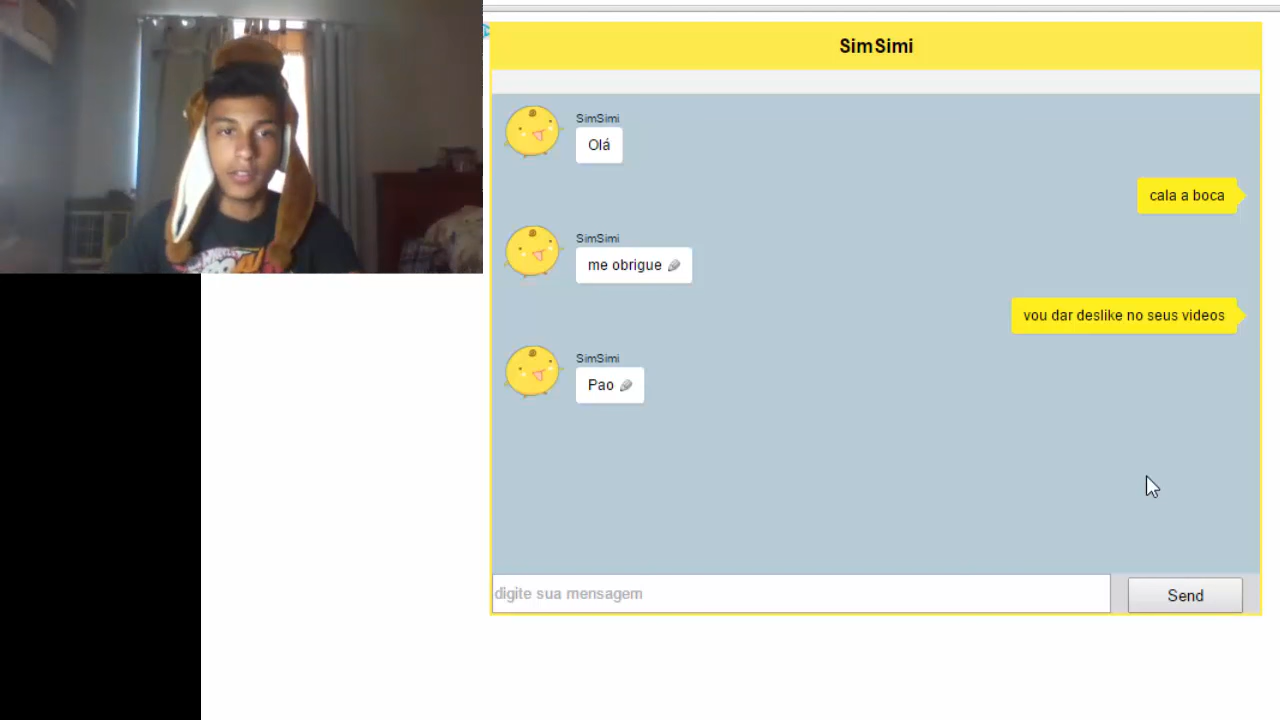 SimSimi
SimSimi
Olá
cala a boca
SimSimi
me obrigue
vou dar deslike no seus videos
SimSimi
Pao
digite sua mensagem
Send